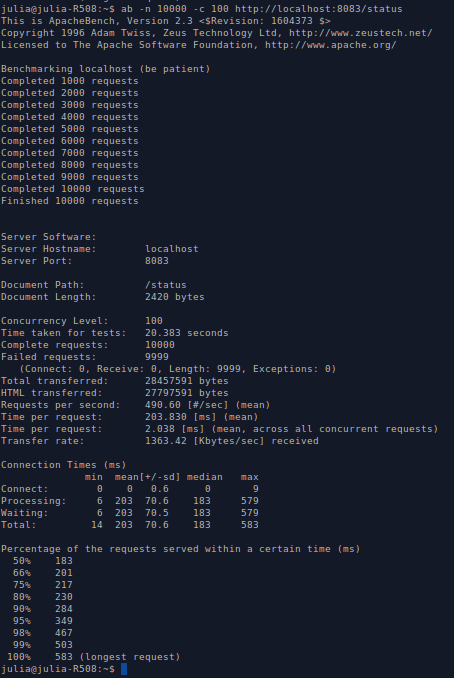 julia@julia-R508:~$ ab -n 10000 -c 100 http://localhost:8083/status
This is ApacheBench, Version 2.3 <$Revision: 1604373 $>
Copyright 1996 Adam Twiss, Zeus Technology Ltd, http://www.zeustech.net/
Licensed to The Apache Software Foundation, http://www.apache.org/

Benchmarking localhost (be patient)
Completed 1000 requests
Completed 2000 requests
Completed 3000 requests
Completed 4000 requests
Completed 5000 requests
Completed 6000 requests
Completed 7000 requests
Completed 8000 requests
Completed 9000 requests
Completed 10000 requests
Finished 10000 requests


Server Software:
Server Hostname:        localhost
Server Port:            8083

Document Path:          /status
Document Length:        2420 bytes

Concurrency Level:      100
Time taken for tests:   20.383 seconds
Complete requests:      10000
Failed requests:        9999
   (Connect: 0, Receive: 0, Length: 9999, Exceptions: 0)
Total transferred:      28457591 bytes
HTML transferred:       27797591 bytes
Requests per second:    490.60 [#/sec] (mean)
Time per request:       203.830 [ms] (mean)
Time per request:       2.038 [ms] (mean, across all concurrent requests)
Transfer rate:          1363.42 [Kbytes/sec] received

Connection Times (ms)
              min  mean[+/-sd] median   max
Connect:        0    0   0.6      0       9
Processing:     6  203  70.6    183     579
Waiting:        6  203  70.5    183     579
Total:         14  203  70.6    183     583

Percentage of the requests served within a certain time (ms)
  50%    183
  66%    201
  75%    217
  80%    230
  90%    284
  95%    349
  98%    467
  99%    503
 100%    583 (longest request)
julia@julia-R508:~$